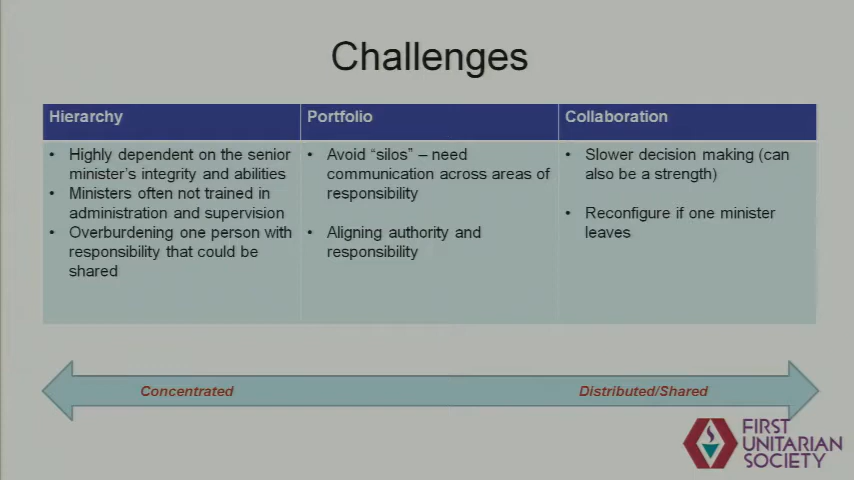 Challenges
Hierarchy
Portfolio
Collaboration
• Highly dependent on the senior
minister's integrity and abilities
• Ministers often not trained in
administration and supervision
• Overburdening one person with
responsibility that could be
shared
• Avoid "silos" – need
communication across areas of
responsibility
• Aligning authority and
responsibility
• Slower decision making (can
also be a strength)
• Reconfigure if one minister
leaves
Concentrated
Distributed/Shared
FIRST
UNITARIAN
SOCIETY